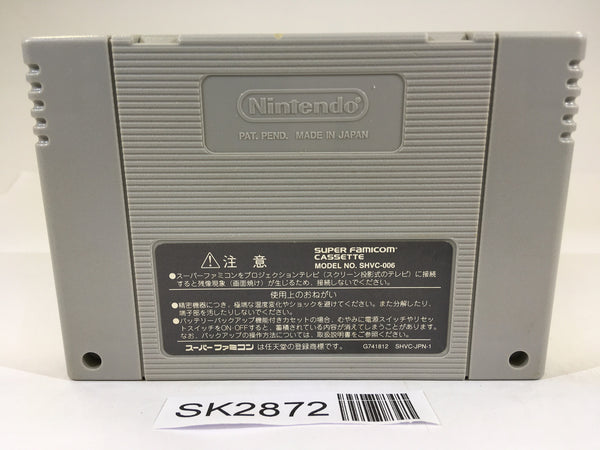 Nintendo
PAT. PEND. MADE IN JAPAN
注意
SUPER FAMICOM
CASSETTE
MODEL NO. SHVC-006
●スーパーファミコンをプロジェクションテレビ(スクリーン投影式のテレビ)に接続
すると残像現象(画面焼け)が生じるため、接続しないでください。
使用上のおねがい
●精密機器につき、極端な温度変化やショックを避けてください。また分解したり、
端子部を汚したりしないでください。
●バッテリーバックアップ機能付きカセットの場合、むやみに電源スイッチやリセ
ットスイッチをON・OFFすると、蓄積されている内容が消えてしまうことがあります。
なお、バックアップの操作方法については、取扱説明書をご参照ください。
スーパーファミコン は任天堂の登録商標です。 G741812 SHVC-JPN-1
SK2872